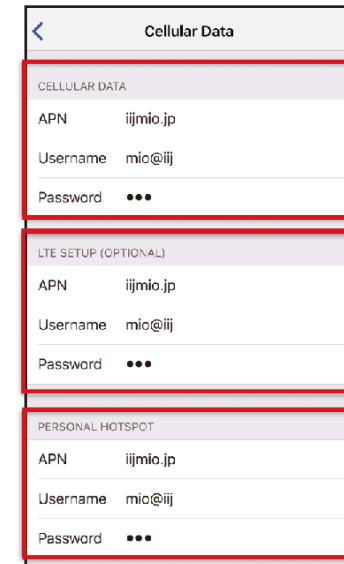 Cellular Data
CELLULAR DATA
APN iijmio.jp
Username mio@iij
Password •••
LTE SETUP (OPTIONAL)
APN iijmio.jp
Username mio@iij
Password •••
PERSONAL HOTSPOT
APN iijmio.jp
Username mio@iij
Password •••